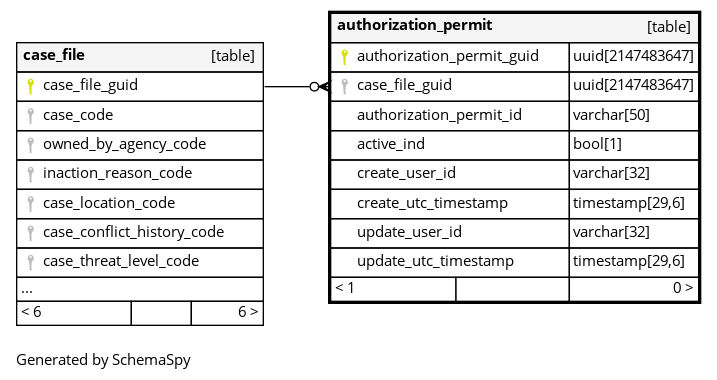 case_file [table]
case_file_guid
case_code
owned_by_agency_code
inaction_reason_code
case_location_code
case_conflict_history_code
case_threat_level_code
...
< 6 6 >
authorization_permit [table]
authorization_permit_guid uuid[2147483647]
case_file_guid uuid[2147483647]
authorization_permit_id varchar[50]
active_ind bool[1]
create_user_id varchar[32]
create_utc_timestamp timestamp[29,6]
update_user_id varchar[32]
update_utc_timestamp timestamp[29,6]
< 1 0 >
Generated by SchemaSpy